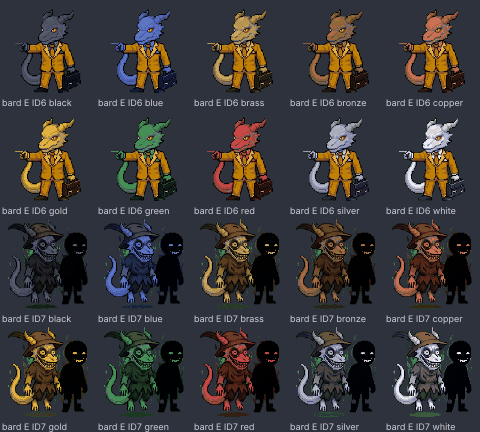 bard E ID6 black
bard E ID6 blue
bard E ID6 brass
bard E ID6 bronze
bard E ID6 copper
bard E ID6 gold
bard E ID6 green
bard E ID6 red
bard E ID6 silver
bard E ID6 white
bard E ID7 black
bard E ID7 blue
bard E ID7 brass
bard E ID7 bronze
bard E ID7 copper
bard E ID7 gold
bard E ID7 green
bard E ID7 red
bard E ID7 silver
bard E ID7 white